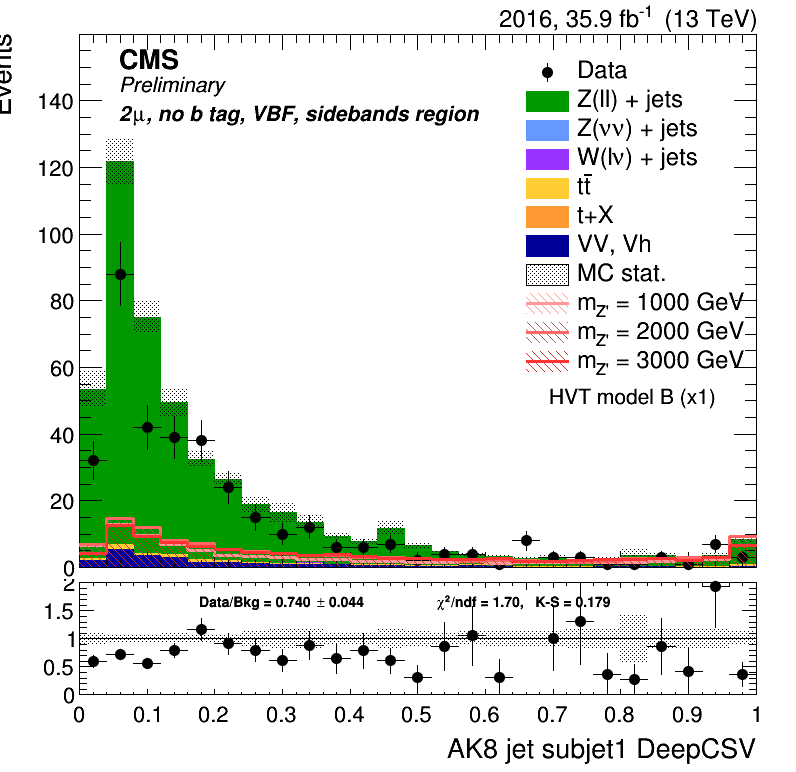 2016, 35.9 fb⁻¹ (13 TeV)
Events
CMS
Preliminary
2μ, no b tag, VBF, sidebands region
Data
Z(ll) + jets
Z(νν) + jets
W(lν) + jets
tt̄
t+X
VV, Vh
MC stat.
m_Z' = 1000 GeV
m_Z' = 2000 GeV
m_Z' = 3000 GeV
HVT model B (x1)
140
120
100
80
60
40
20
0
Data/Bkg = 0.740 ± 0.044
χ²/ndf = 1.70, K-S = 0.179
2
1.5
1
0.5
0
0 0.1 0.2 0.3 0.4 0.5 0.6 0.7 0.8 0.9 1
AK8 jet subjet1 DeepCSV